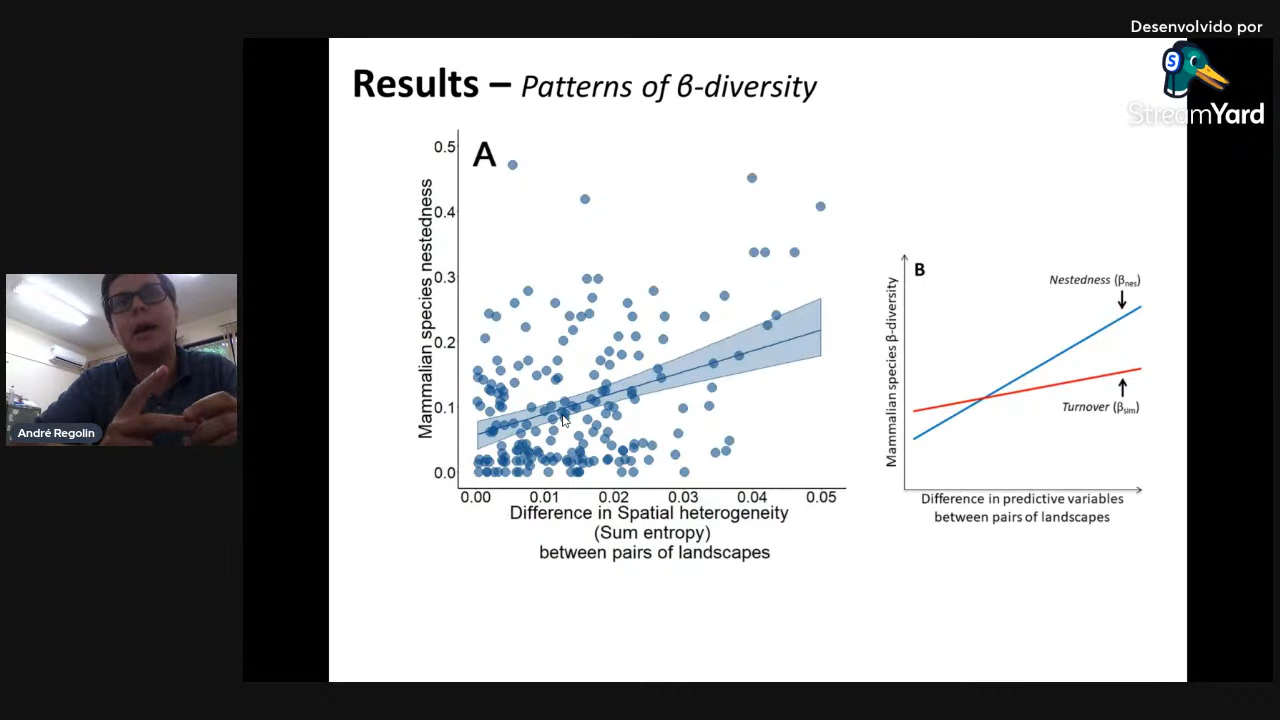 Desenvolvido por
StreamYard
Results – Patterns of β-diversity
A
Mammalian species nestedness
0.5
0.4
0.3
0.2
0.1
0.0
0.00 0.01 0.02 0.03 0.04 0.05
Difference in Spatial heterogeneity
(Sum entropy)
between pairs of landscapes
B
Mammalian species β-diversity
Nestedness (βnes)
Turnover (βsim)
Difference in predictive variables
between pairs of landscapes
André Regolin